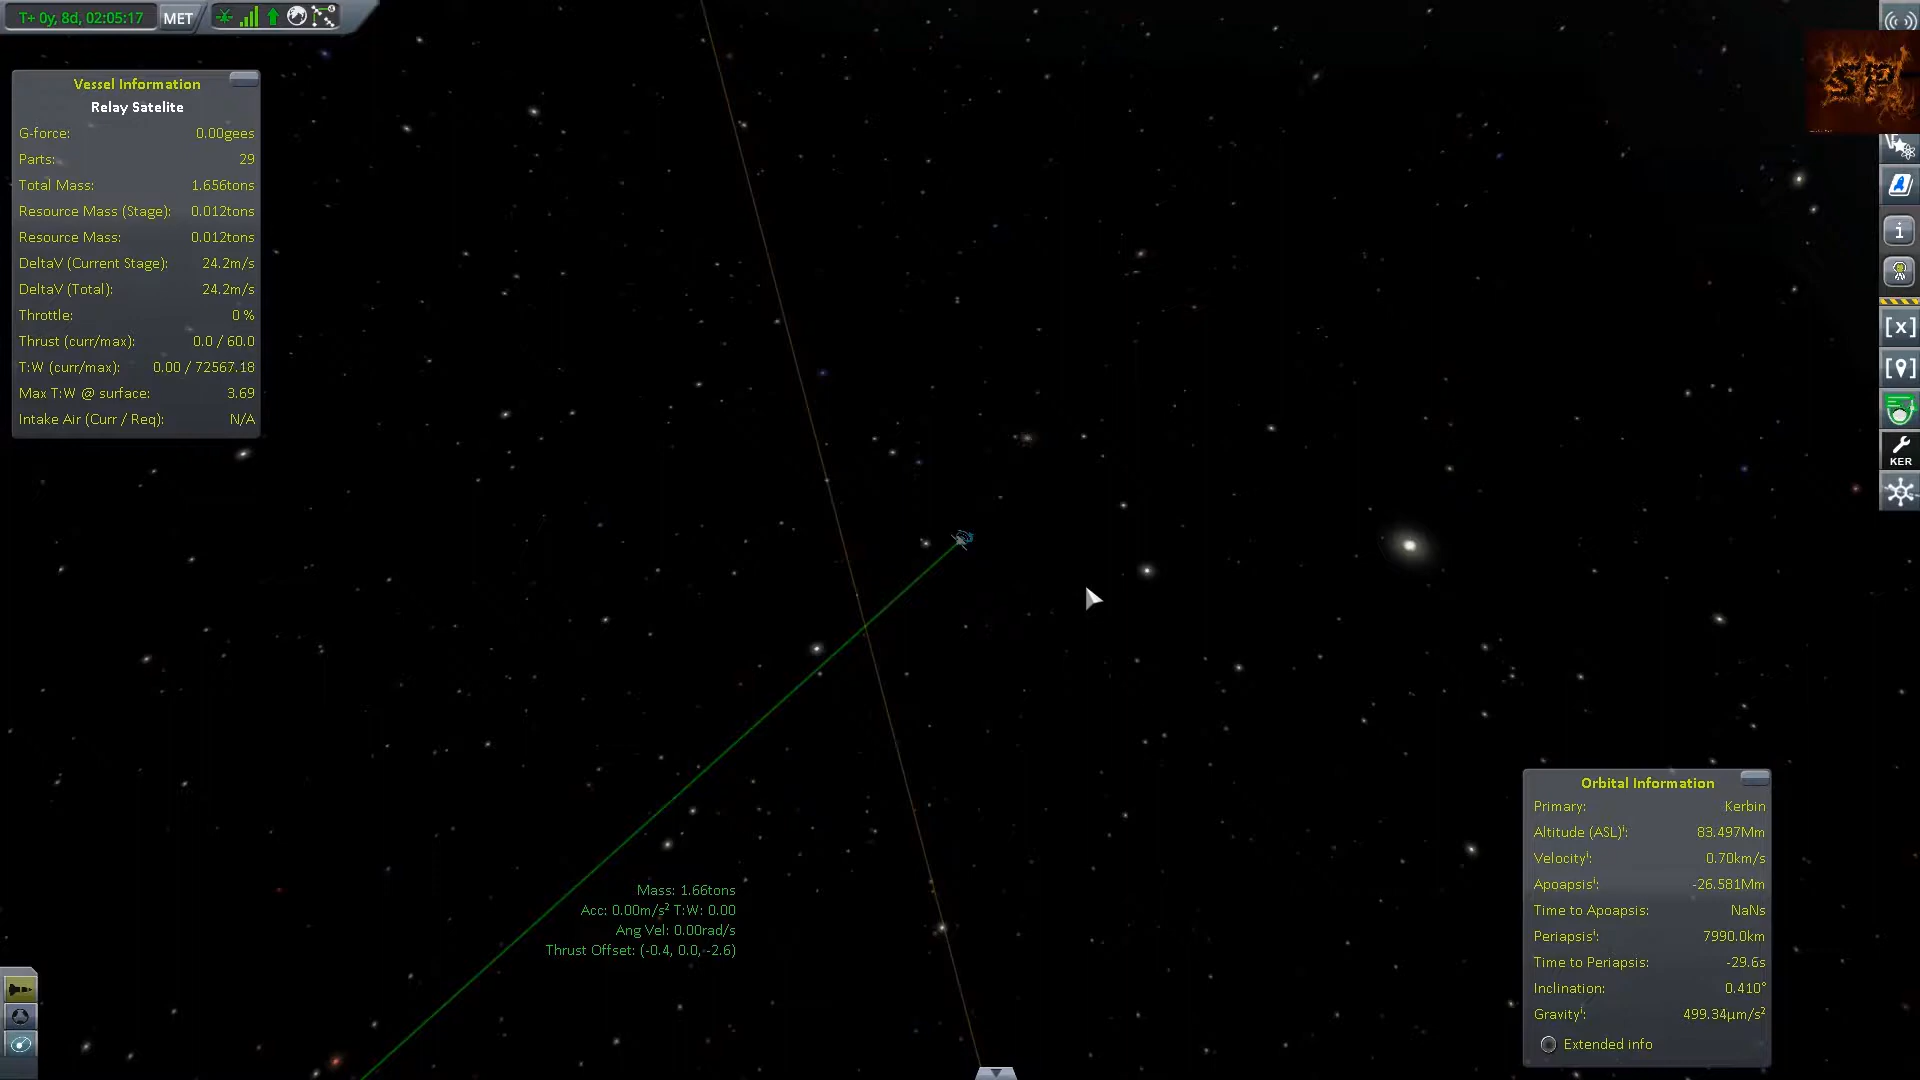 T+ 0y, 8d, 02:05:17 MET
SP
Vessel Information
Relay Satelite
G-force: 0.00gees
Parts: 29
Total Mass: 1.656tons
Resource Mass (Stage): 0.012tons
Resource Mass: 0.012tons
DeltaV (Current Stage): 24.2m/s
DeltaV (Total): 24.2m/s
Throttle: 0 %
Thrust (curr/max): 0.0 / 60.0
T:W (curr/max): 0.00 / 72567.18
Max T:W @ surface: 3.69
Intake Air (Curr / Req): N/A
i
[x]
KER
Mass: 1.66tons
Acc: 0.00m/s² T:W: 0.00
Ang Vel: 0.00rad/s
Thrust Offset: (-0.4, 0.0, -2.6)
Orbital Information
Primary: Kerbin
Altitude (ASL)ⁱ: 83.497Mm
Velocityⁱ: 0.70km/s
Apoapsisⁱ: -26.581Mm
Time to Apoapsis: NaNs
Periapsisⁱ: 7990.0km
Time to Periapsis: -29.6s
Inclination: 0.410°
Gravityⁱ: 499.34µm/s²
Extended info